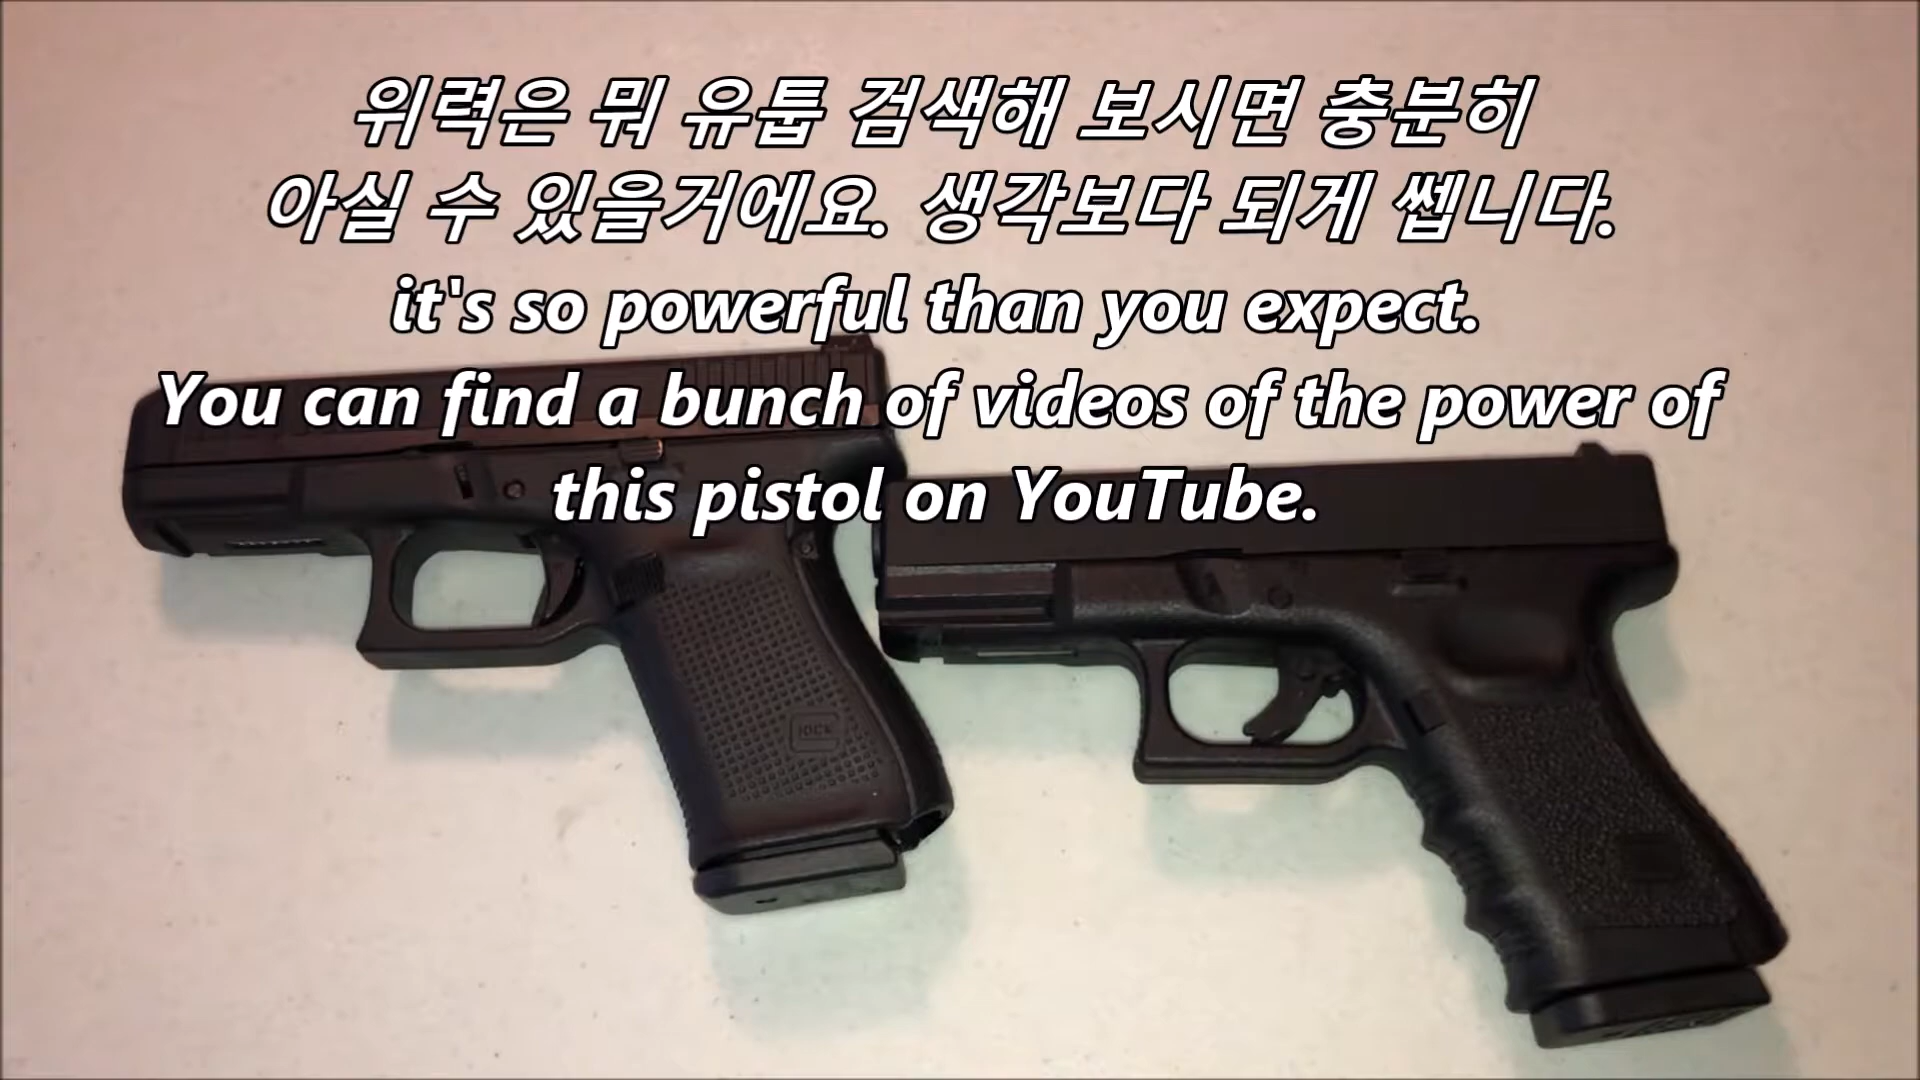 위력은 뭐 유툽 검색해 보시면 충분히
아실 수 있을거에요. 생각보다 되게 쎕니다.
it's so powerful than you expect.
You can find a bunch of videos of the power of
this pistol on YouTube.
GLOCK